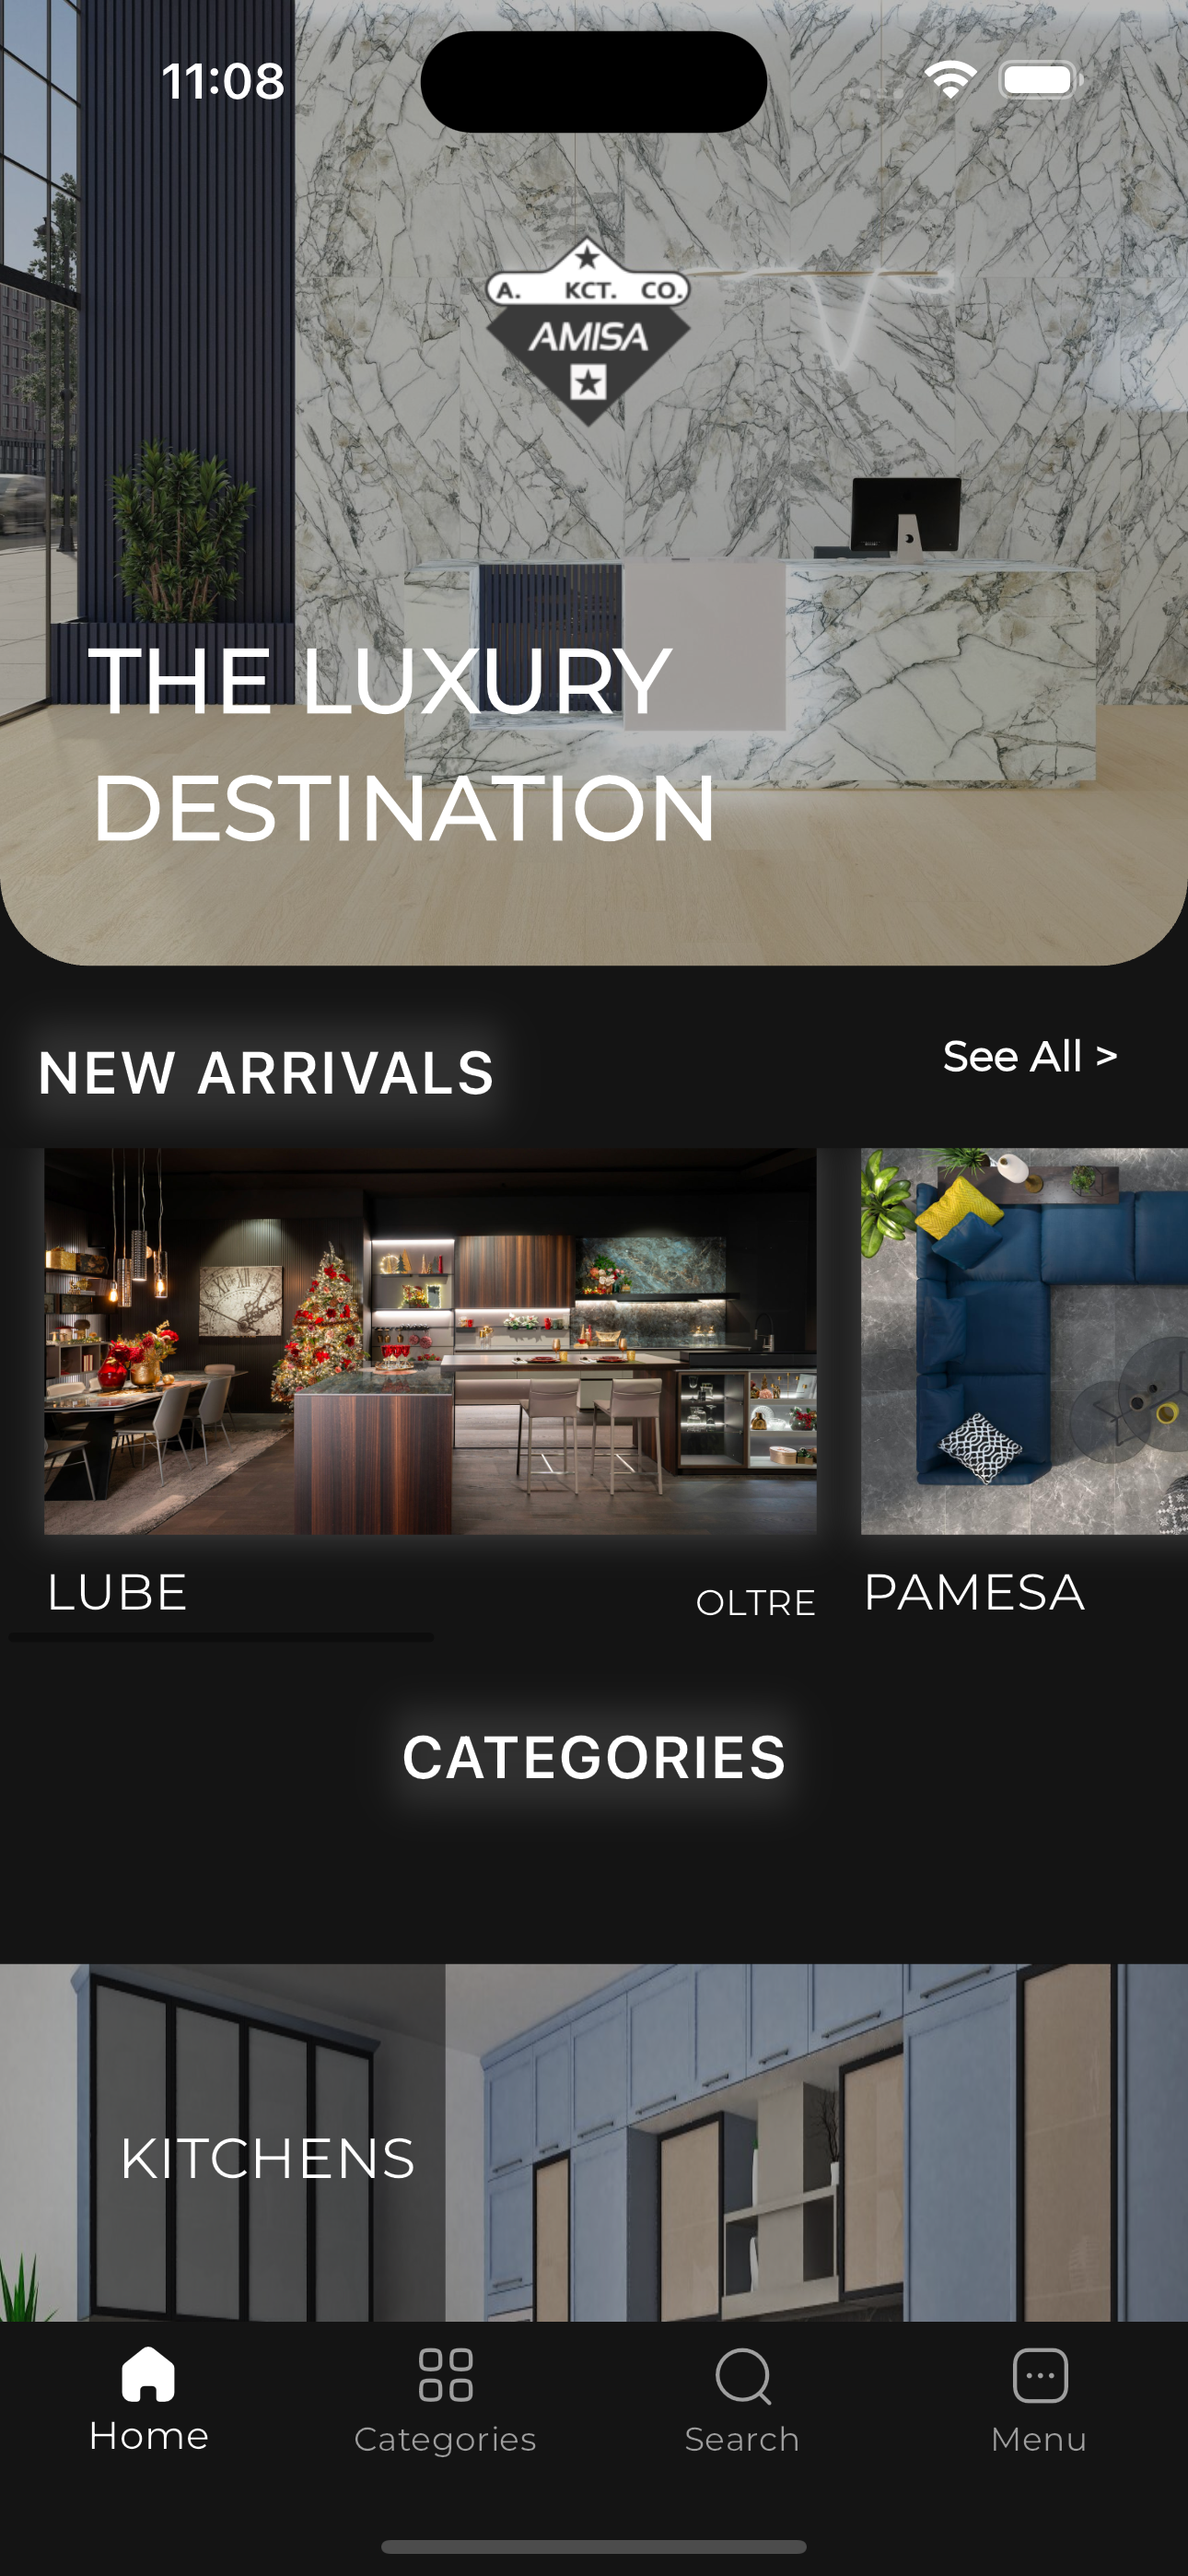 11:08
A. KCT. CO.
AMISA
THE LUXURY
DESTINATION
NEW ARRIVALS
See All >
LUBE
OLTRE
PAMESA
CATEGORIES
KITCHENS
Home
Categories
Search
Menu